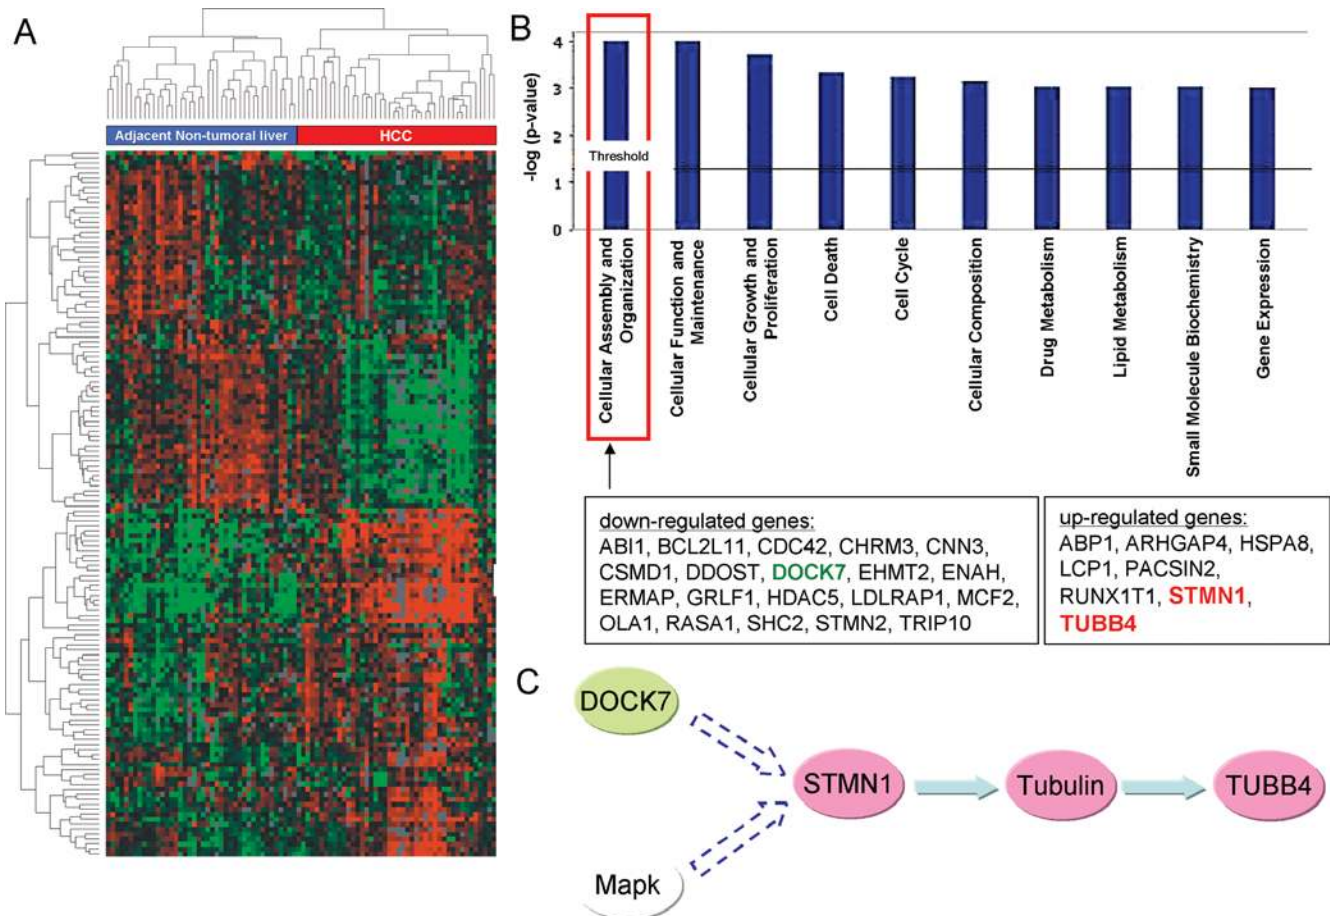 A
Adjacent Non-tumoral liver
HCC
B
-log (p-value)
4
3
2
1
0
Threshold
Cellular Assembly and
Organization
Cellular Function and
Maintenance
Cellular Growth and
Proliferation
Cell Death
Cell Cycle
Cellular Composition
Drug Metabolism
Lipid Metabolism
Small Molecule Biochemistry
Gene Expression
down-regulated genes:
ABI1, BCL2L11, CDC42, CHRM3, CNN3,
CSMD1, DDOST, DOCK7, EHMT2, ENAH,
ERMAP, GRLF1, HDAC5, LDLRAP1, MCF2,
OLA1, RASA1, SHC2, STMN2, TRIP10
up-regulated genes:
ABP1, ARHGAP4, HSPA8,
LCP1, PACSIN2,
RUNX1T1, STMN1,
TUBB4
C
DOCK7
STMN1
Tubulin
TUBB4
Mapk